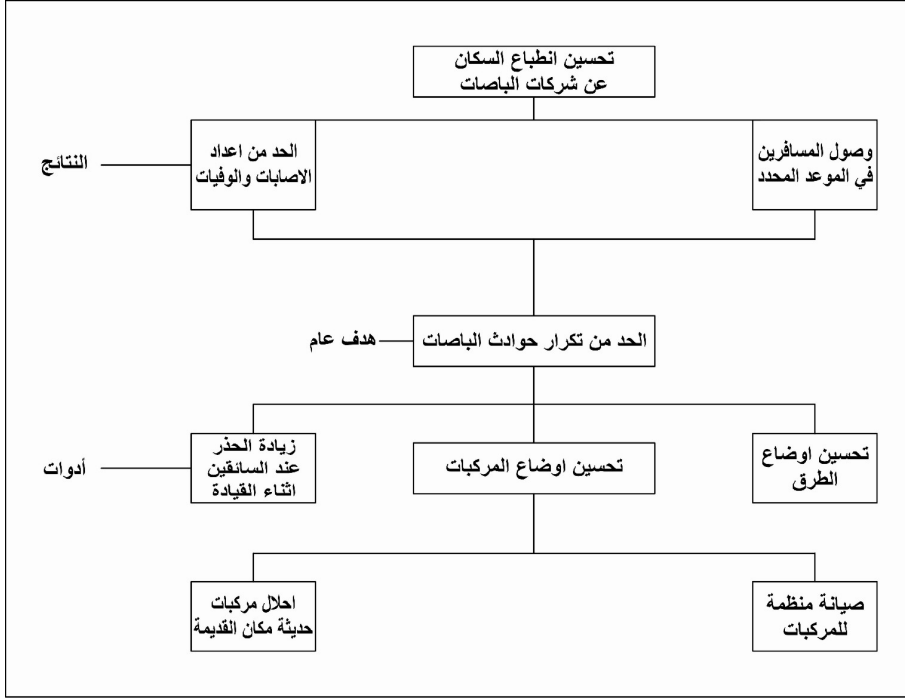 تحسين انطباع السكان
عن شركات الباصات
وصول المسافرين
في الموعد المحدد
الحد من اعداد
الاصابات والوفيات
النتائج
الحد من تكرار حوادث الباصات
هدف عام
تحسين اوضاع
الطرق
تحسين اوضاع المركبات
زيادة الحذر
عند السائقين
اثناء القيادة
أدوات
صيانة منظمة
للمركبات
احلال مركبات
حديثة مكان القديمة